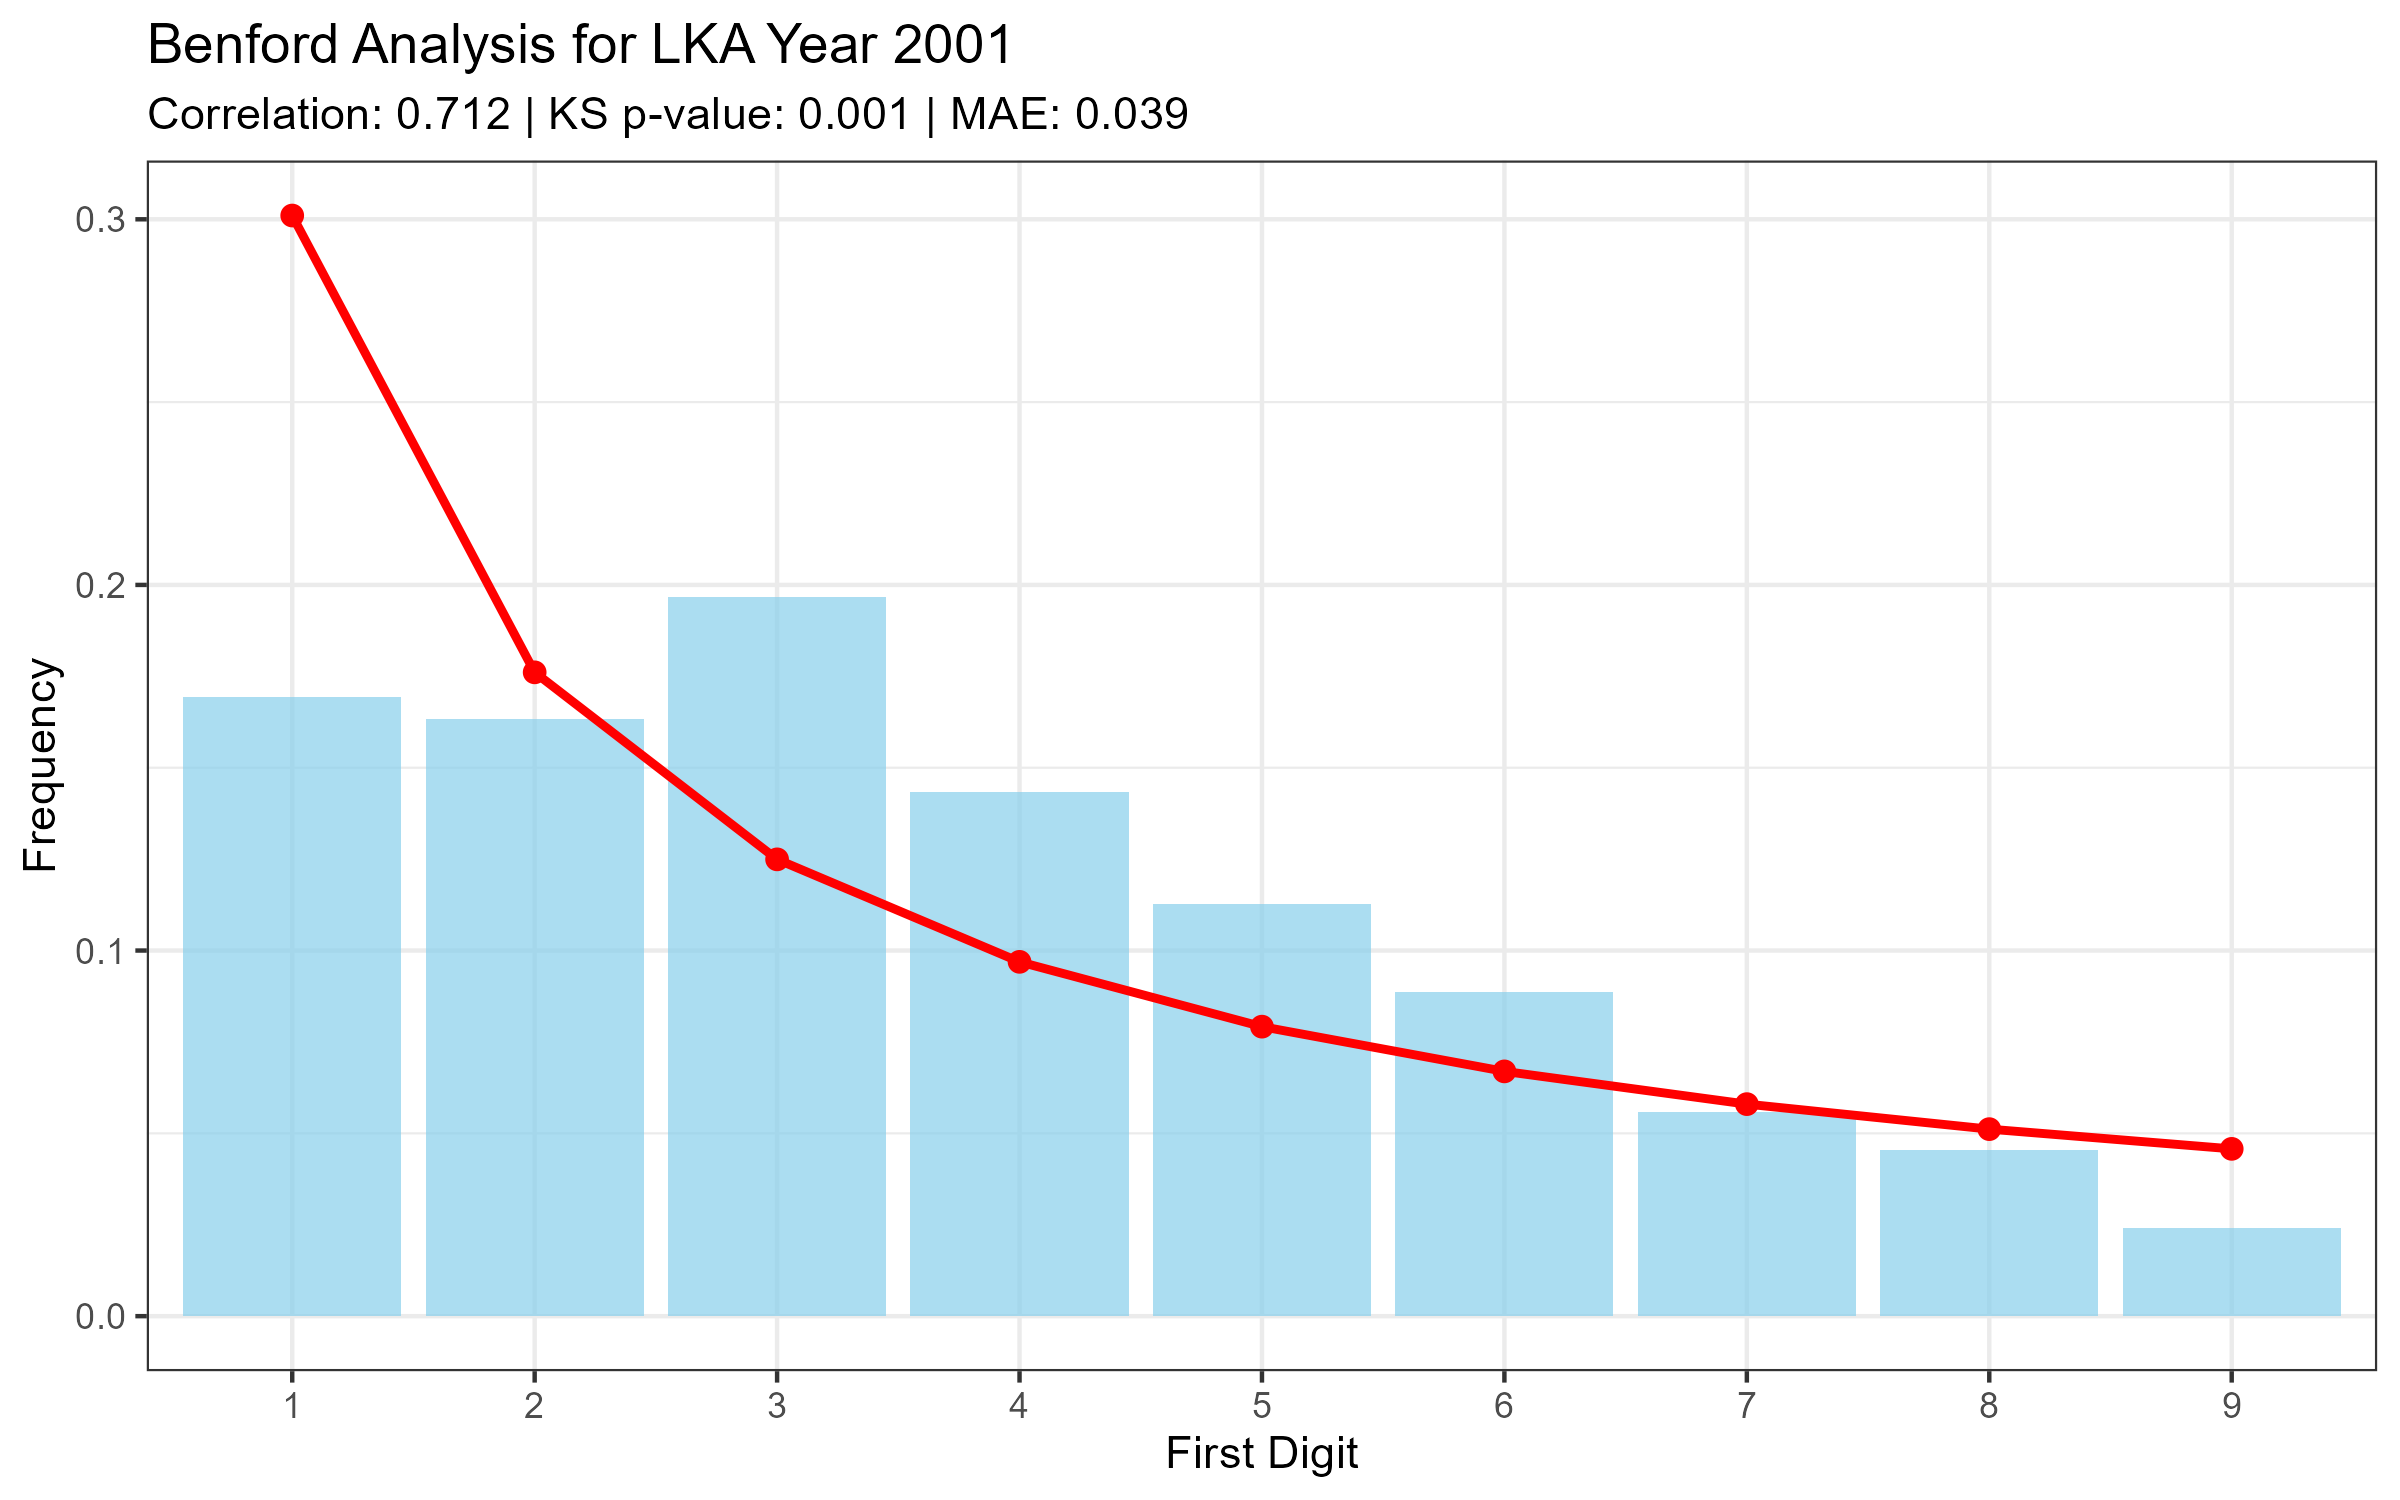 Benford Analysis for LKA Year 2001
Correlation: 0.712 | KS p-value: 0.001 | MAE: 0.039
Frequency
0.3
0.2
0.1
0.0
1 2 3 4 5 6 7 8 9
First Digit